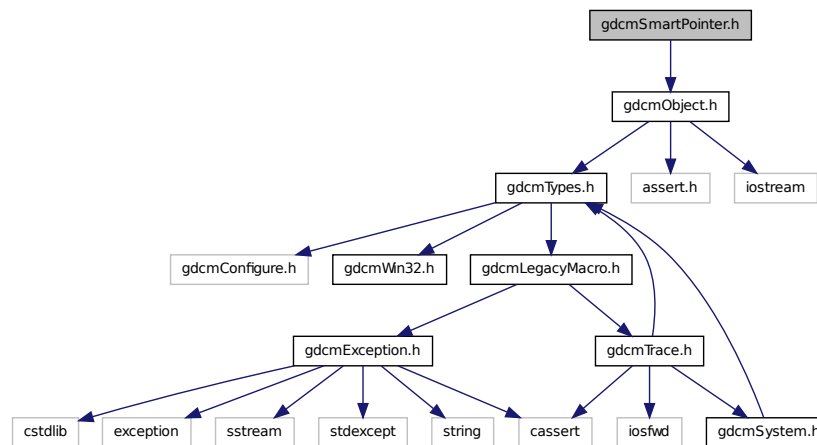 gdcmSmartPointer.h
gdcmObject.h
gdcmTypes.h
assert.h
iostream
gdcmConfigure.h
gdcmWin32.h
gdcmLegacyMacro.h
gdcmException.h
gdcmTrace.h
cstdlib
exception
sstream
stdexcept
string
cassert
iosfwd
gdcmSystem.h